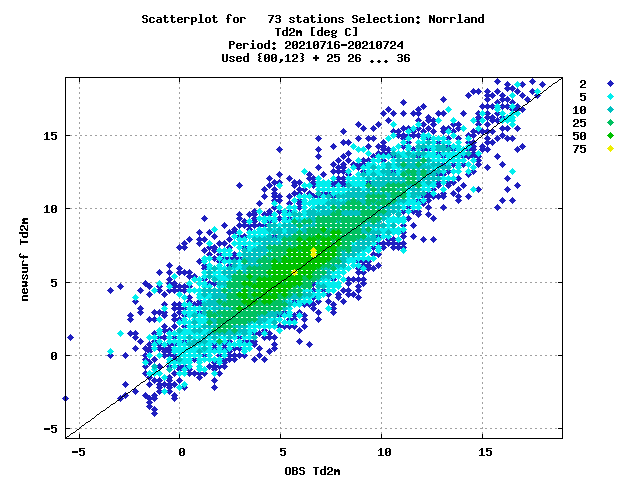 Scatterplot for   73 stations Selection: Norrland
Td2m [deg C]
Period: 20210716-20210724
Used {00,12} + 25 26 ... 36
2
5
10
25
50
75
15
10
5
0
-5
newsurf Td2m
-5 0 5 10 15
OBS Td2m